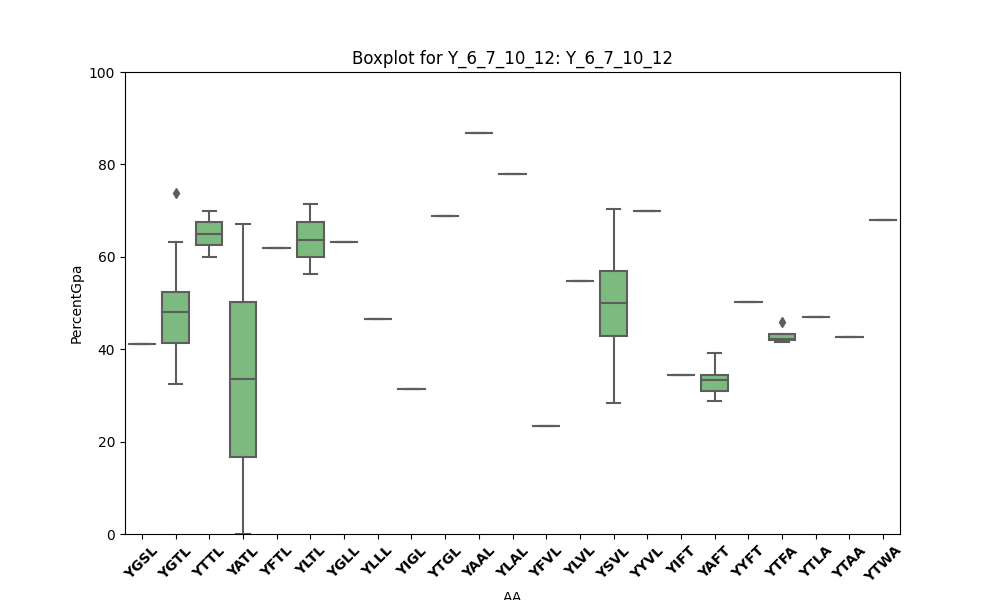 Boxplot for Y_6_7_10_12: Y_6_7_10_12
100
80
60
40
20
0
PercentGpa
YGSL YGTL YTTL YATL YFTL YLTL YGLL YLLL YIGL YTGL YAAL YLAL YFVL YLVL YSVL YYVL YIFT YAFT YYFT YTFA YTLA YTAA YTWA
AA